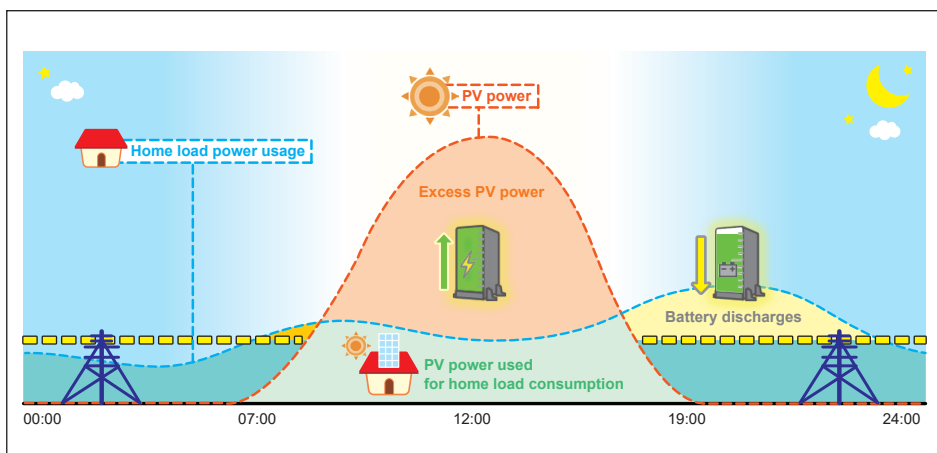 PV power
Home load power usage
Excess PV power
Battery discharges
PV power used
for home load consumption
00:00
07:00
12:00
19:00
24:00